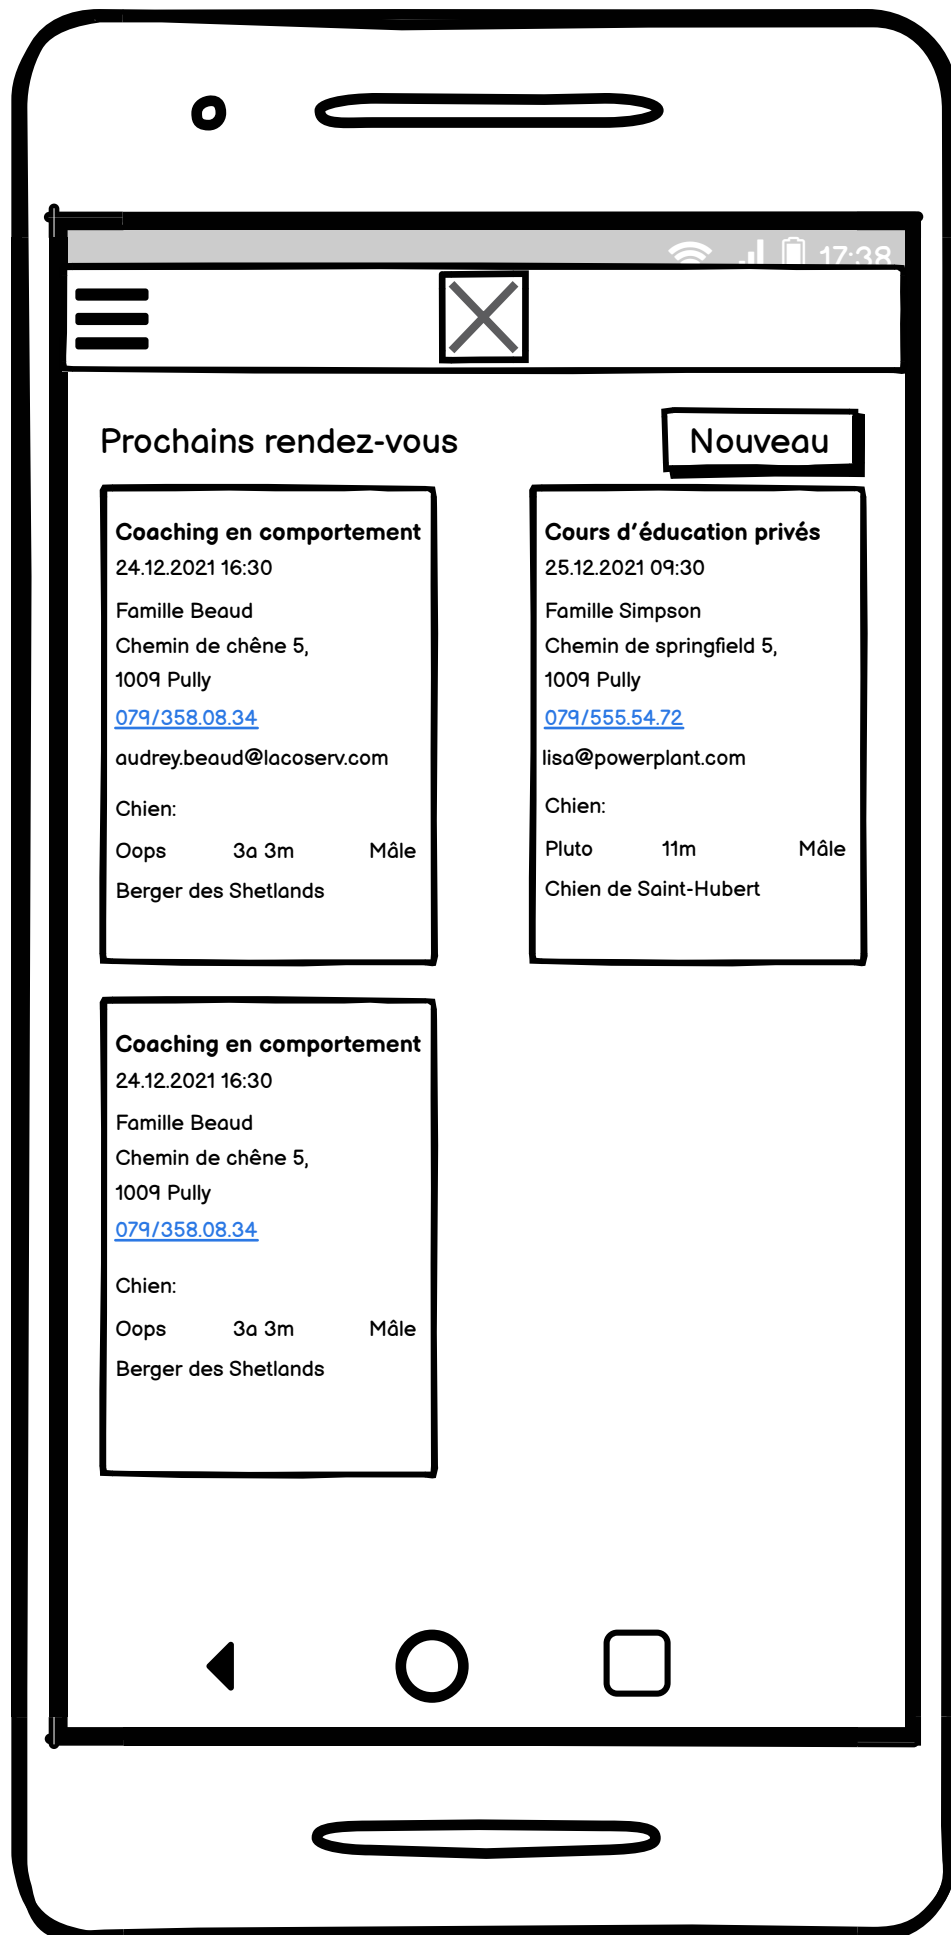 17:38
Prochains rendez-vous
Nouveau
Coaching en comportement
24.12.2021 16:30
Famille Beaud
Chemin de chêne 5,
1009 Pully
079/358.08.34
audrey.beaud@lacoserv.com
Chien:
Oops 3a 3m Mâle
Berger des Shetlands
Cours d'éducation privés
25.12.2021 09:30
Famille Simpson
Chemin de springfield 5,
1009 Pully
079/555.54.72
lisa@powerplant.com
Chien:
Pluto 11m Mâle
Chien de Saint-Hubert
Coaching en comportement
24.12.2021 16:30
Famille Beaud
Chemin de chêne 5,
1009 Pully
079/358.08.34
Chien:
Oops 3a 3m Mâle
Berger des Shetlands